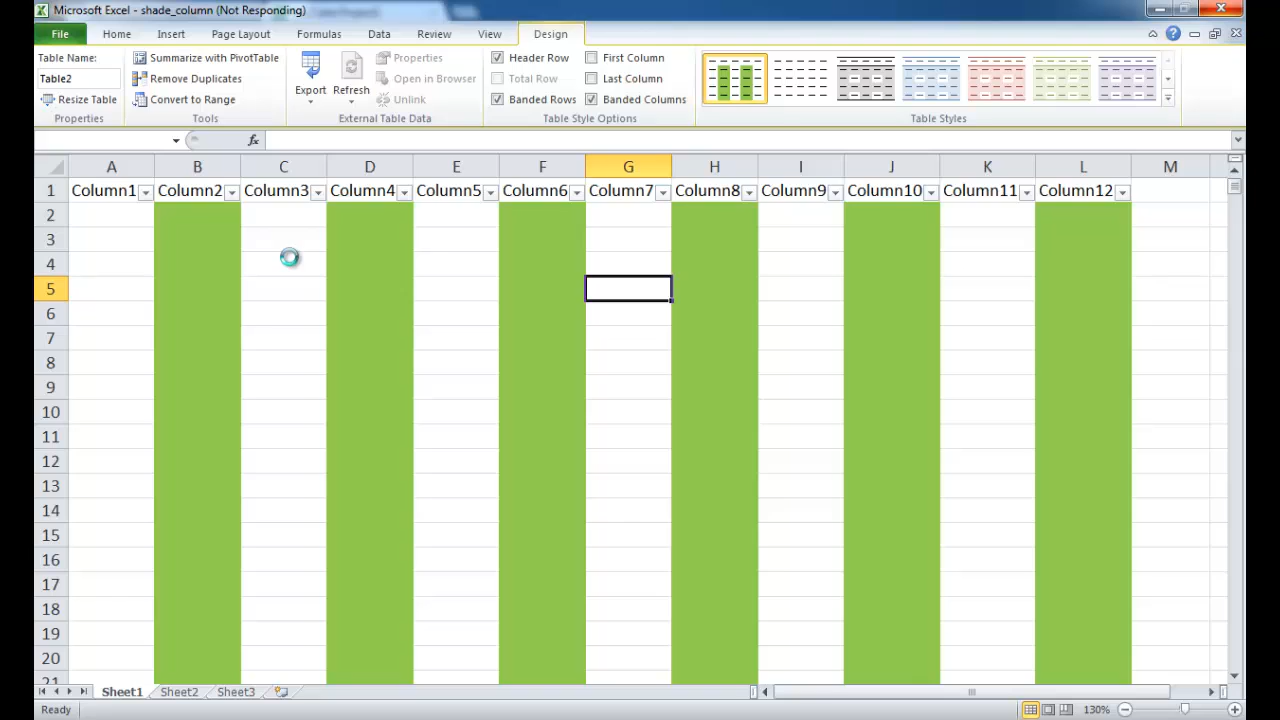 Microsoft Excel - shade_column (Not Responding)
File Home Insert Page Layout Formulas Data Review View Design
Table Name:
Table2
Resize Table
Properties
Summarize with PivotTable
Remove Duplicates
Convert to Range
Tools
Export
Refresh
Properties
Open in Browser
Unlink
External Table Data
Header Row
Total Row
Banded Rows
First Column
Last Column
Banded Columns
Table Style Options
Table Styles
fx
A B C D E F G H I J K L M
1 Column1 Column2 Column3 Column4 Column5 Column6 Column7 Column8 Column9 Column10 Column11 Column12
2
3
4
5
6
7
8
9
10
11
12
13
14
15
16
17
18
19
20
21
Sheet1 Sheet2 Sheet3
Ready 130%